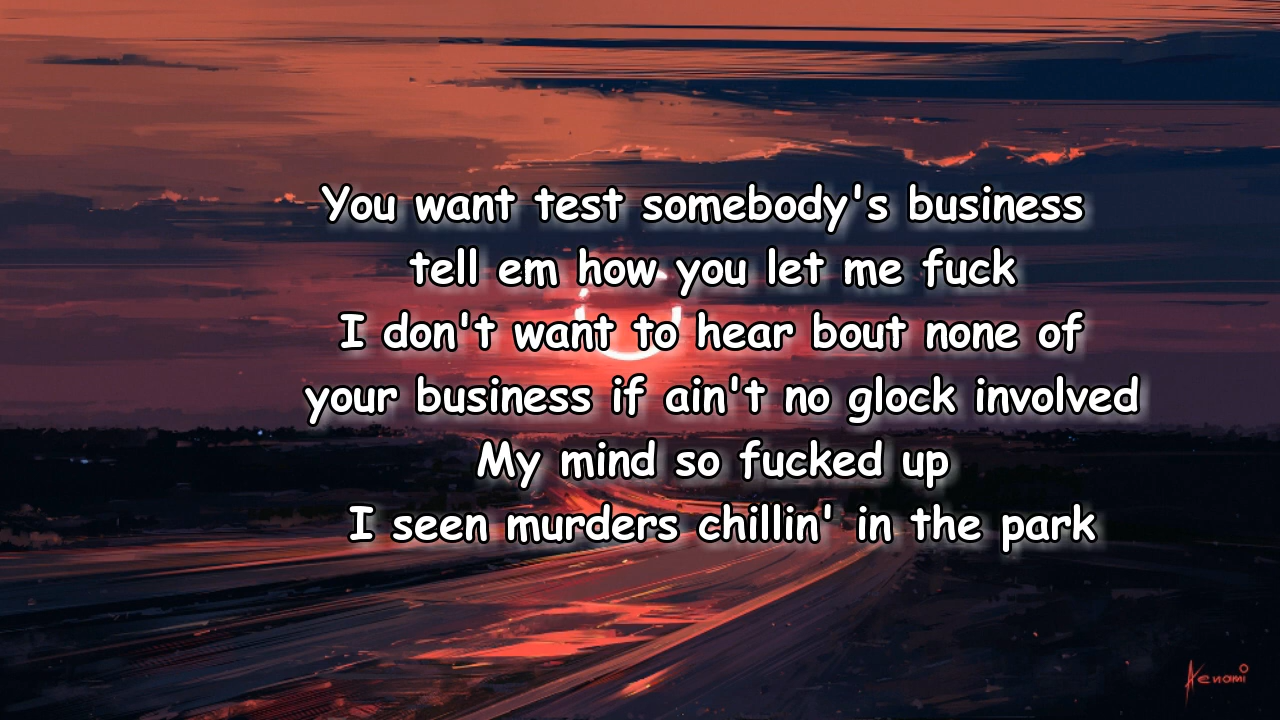 You want test somebody's business
tell em how you let me fuck
I don't want to hear bout none of
your business if ain't no glock involved
My mind so fucked up
I seen murders chillin' in the park
Aenami